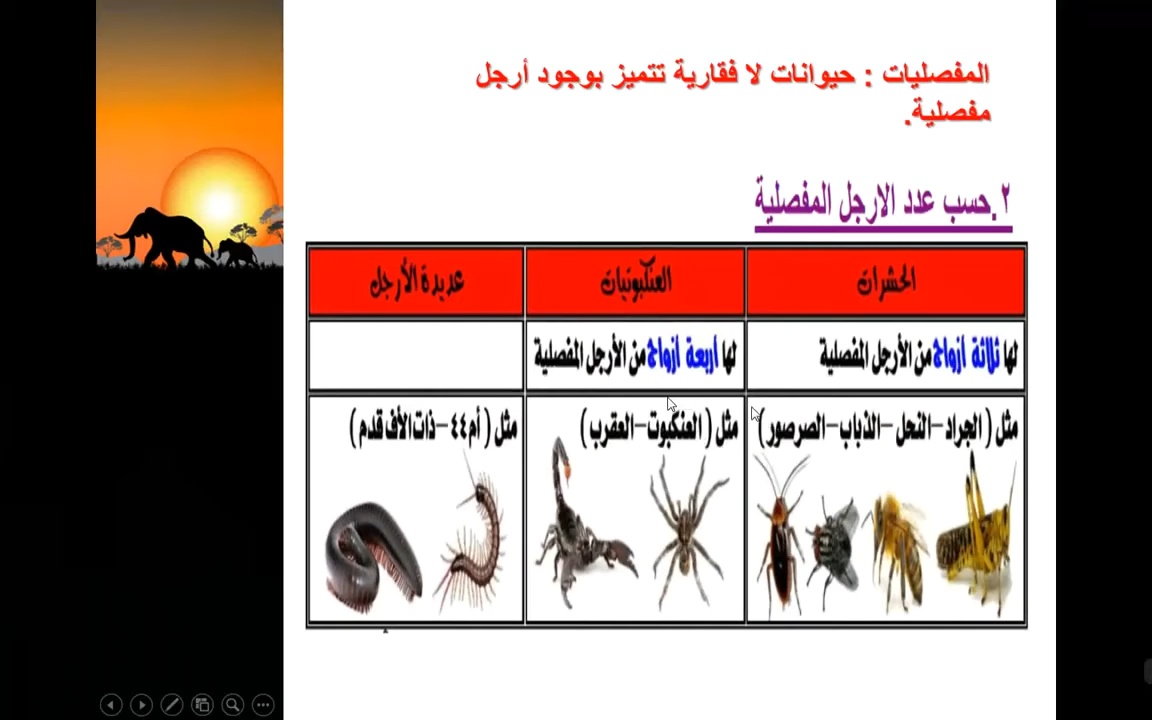 المفصليات : حيوانات لا فقارية تتميز بوجود أرجل
مفصلية.
٢.حسب عدد الارجل المفصلية
الحشرات
العنكبوتيات
عديدة الأرجل
لها ثلاثة أزواج من الأرجل المفصلية
لها أربعة أزواج من الأرجل المفصلية
مثل ( الجراد-النحل-الذباب-الصرصور)
مثل ( العنكبوت-العقرب )
مثل ( أم٤٤-ذات الألف قدم )